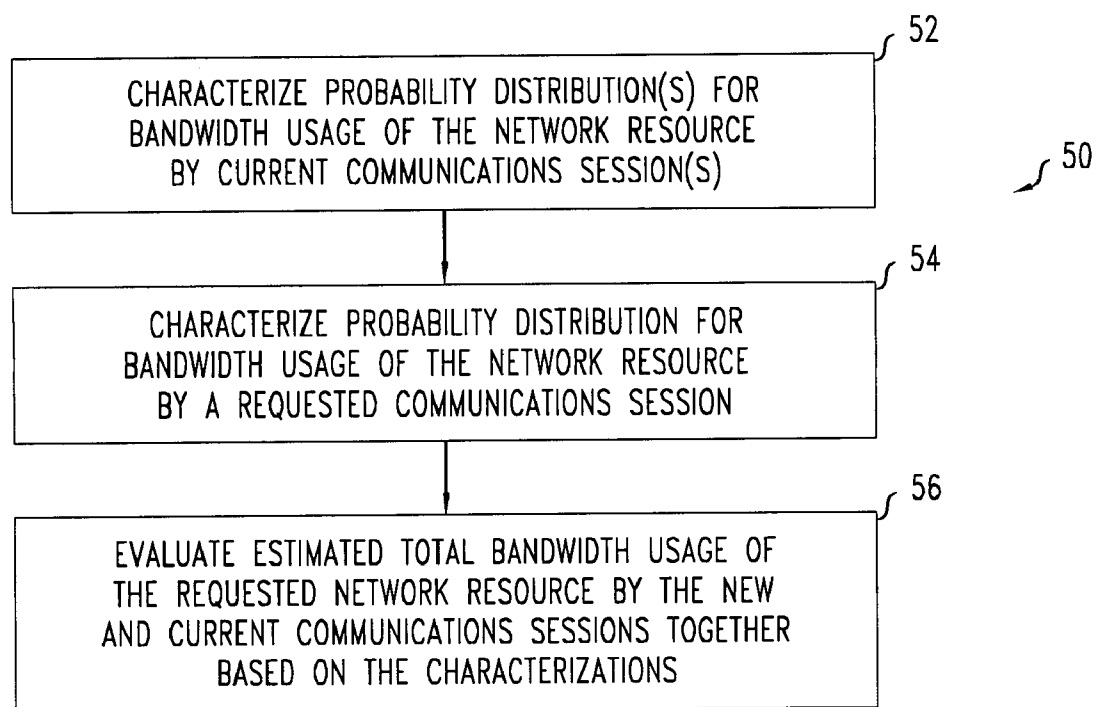 52
CHARACTERIZE PROBABILITY DISTRIBUTION(S) FOR
BANDWIDTH USAGE OF THE NETWORK RESOURCE
BY CURRENT COMMUNICATIONS SESSION(S)
50
54
CHARACTERIZE PROBABILITY DISTRIBUTION FOR
BANDWIDTH USAGE OF THE NETWORK RESOURCE
BY A REQUESTED COMMUNICATIONS SESSION
56
EVALUATE ESTIMATED TOTAL BANDWIDTH USAGE OF
THE REQUESTED NETWORK RESOURCE BY THE NEW
AND CURRENT COMMUNICATIONS SESSIONS TOGETHER
BASED ON THE CHARACTERIZATIONS